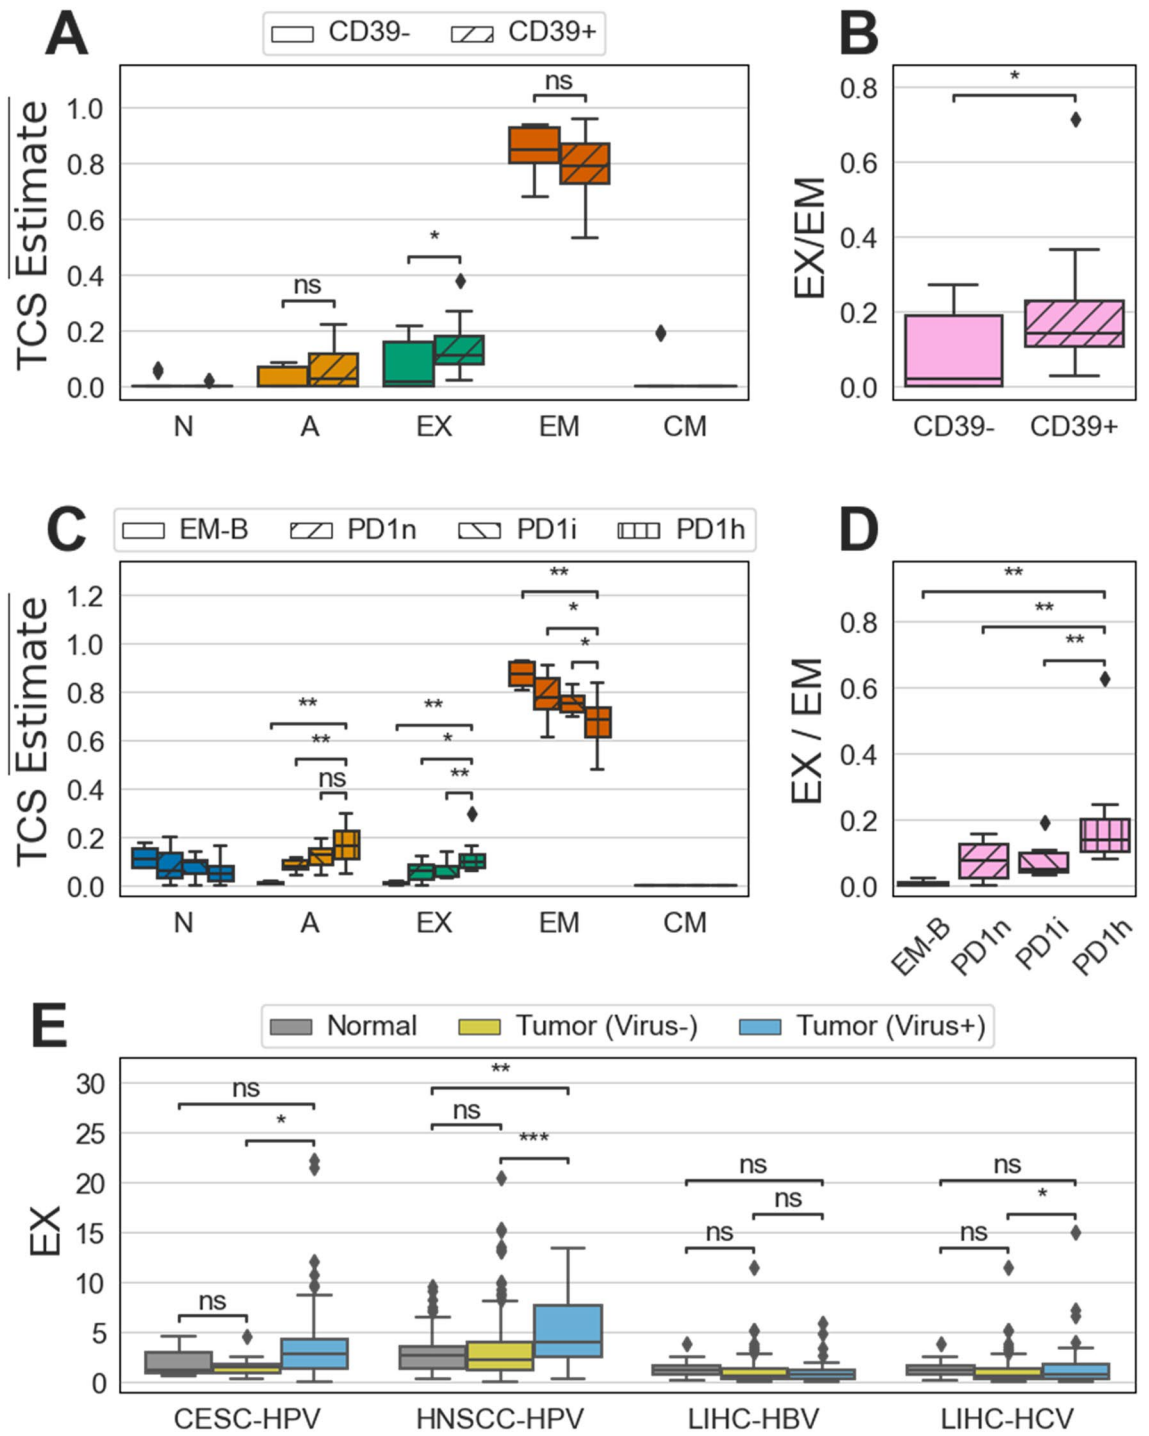 A
CD39-
CD39+
TCS Estimate
1.0
0.8
0.6
0.4
0.2
0.0
ns
*
ns
N
A
EX
EM
CM
B
EX/EM
0.8
0.6
0.4
0.2
0.0
*
CD39-
CD39+
C
EM-B
PD1n
PD1i
PD1h
TCS Estimate
1.2
1.0
0.8
0.6
0.4
0.2
0.0
**
**
ns
**
*
**
**
*
*
N
A
EX
EM
CM
D
EX / EM
0.8
0.6
0.4
0.2
0.0
**
**
**
EM-B
PD1n
PD1i
PD1h
E
Normal
Tumor (Virus-)
Tumor (Virus+)
EX
30
25
20
15
10
5
0
ns
*
ns
**
ns
***
ns
ns
ns
ns
*
ns
CESC-HPV
HNSCC-HPV
LIHC-HBV
LIHC-HCV